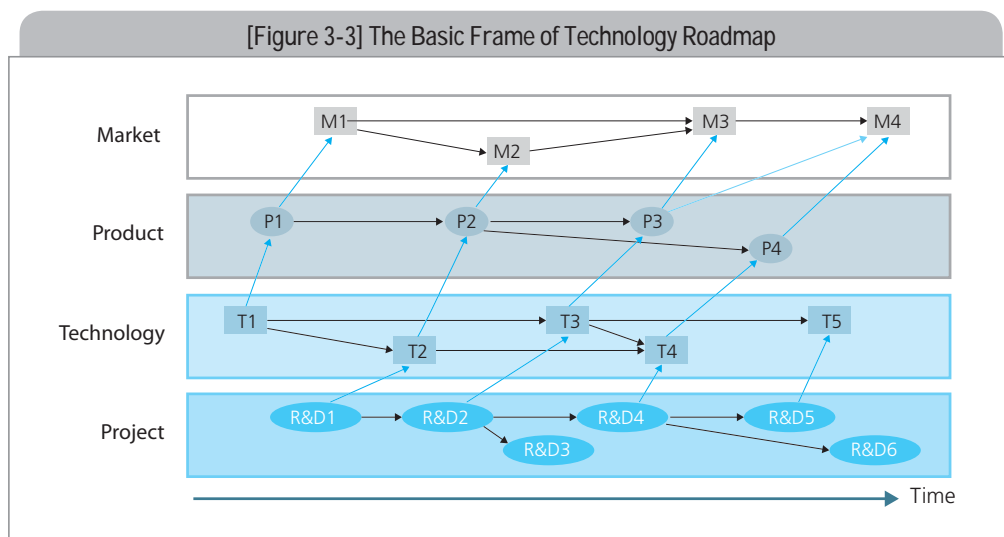 [Figure 3-3] The Basic Frame of Technology Roadmap
Market
M1
M2
M3
M4
Product
P1
P2
P3
P4
Technology
T1
T2
T3
T4
T5
Project
R&D1
R&D2
R&D3
R&D4
R&D5
R&D6
Time